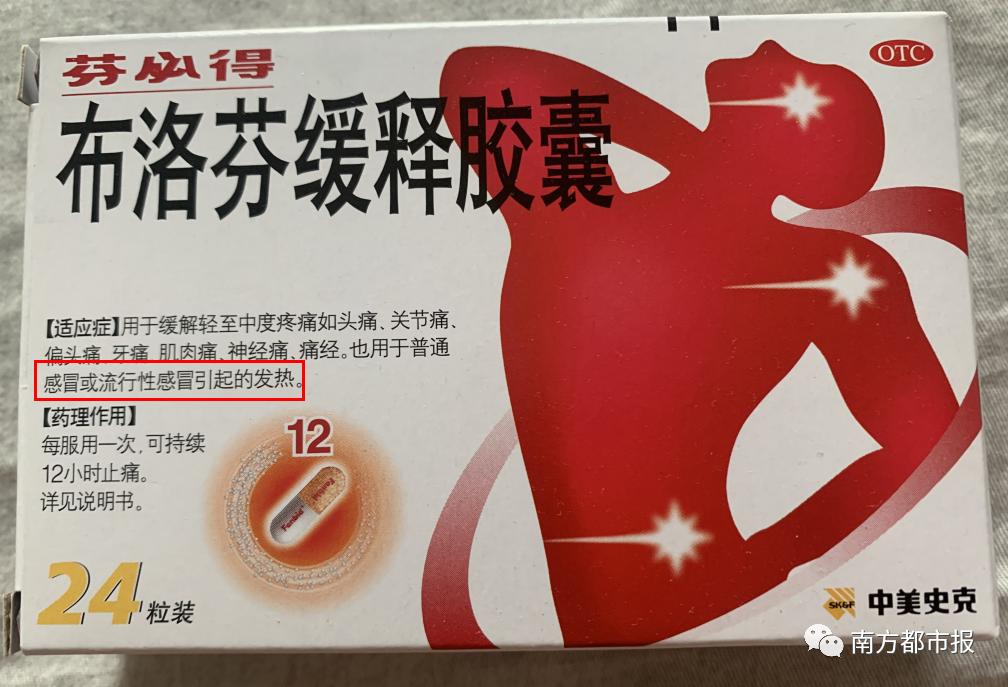 芬必得
OTC
布洛芬缓释胶囊
【适应症】用于缓解轻至中度疼痛如头痛、关节痛、
偏头痛、牙痛、肌肉痛、神经痛、痛经。也用于普通
感冒或流行性感冒引起的发热。
【药理作用】
每服用一次，可持续
12小时止痛。
详见说明书。
12
Fenbid
Fenbid
24粒装
SK&F 中美史克
南方都市报